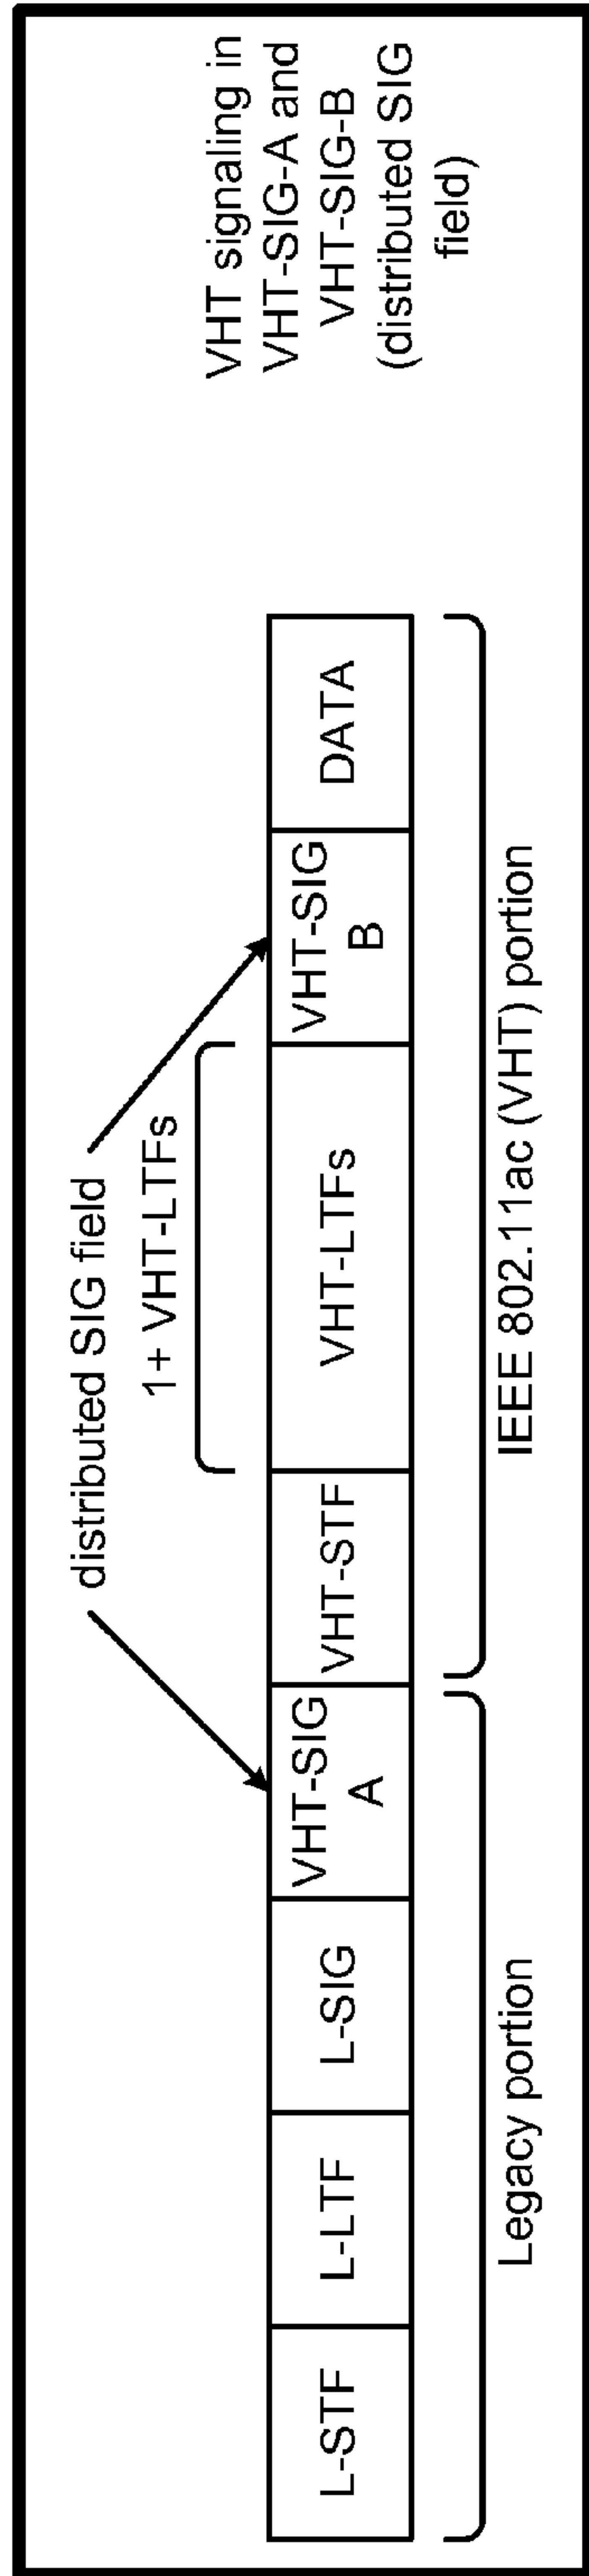 distributed SIG field
1+ VHT-LTFs
VHT signaling in
VHT-SIG-A and
VHT-SIG-B
(distributed SIG
field)
L-STF
L-LTF
L-SIG
VHT-SIG
A
VHT-STF
VHT-LTFs
VHT-SIG
B
DATA
Legacy portion
IEEE 802.11ac (VHT) portion